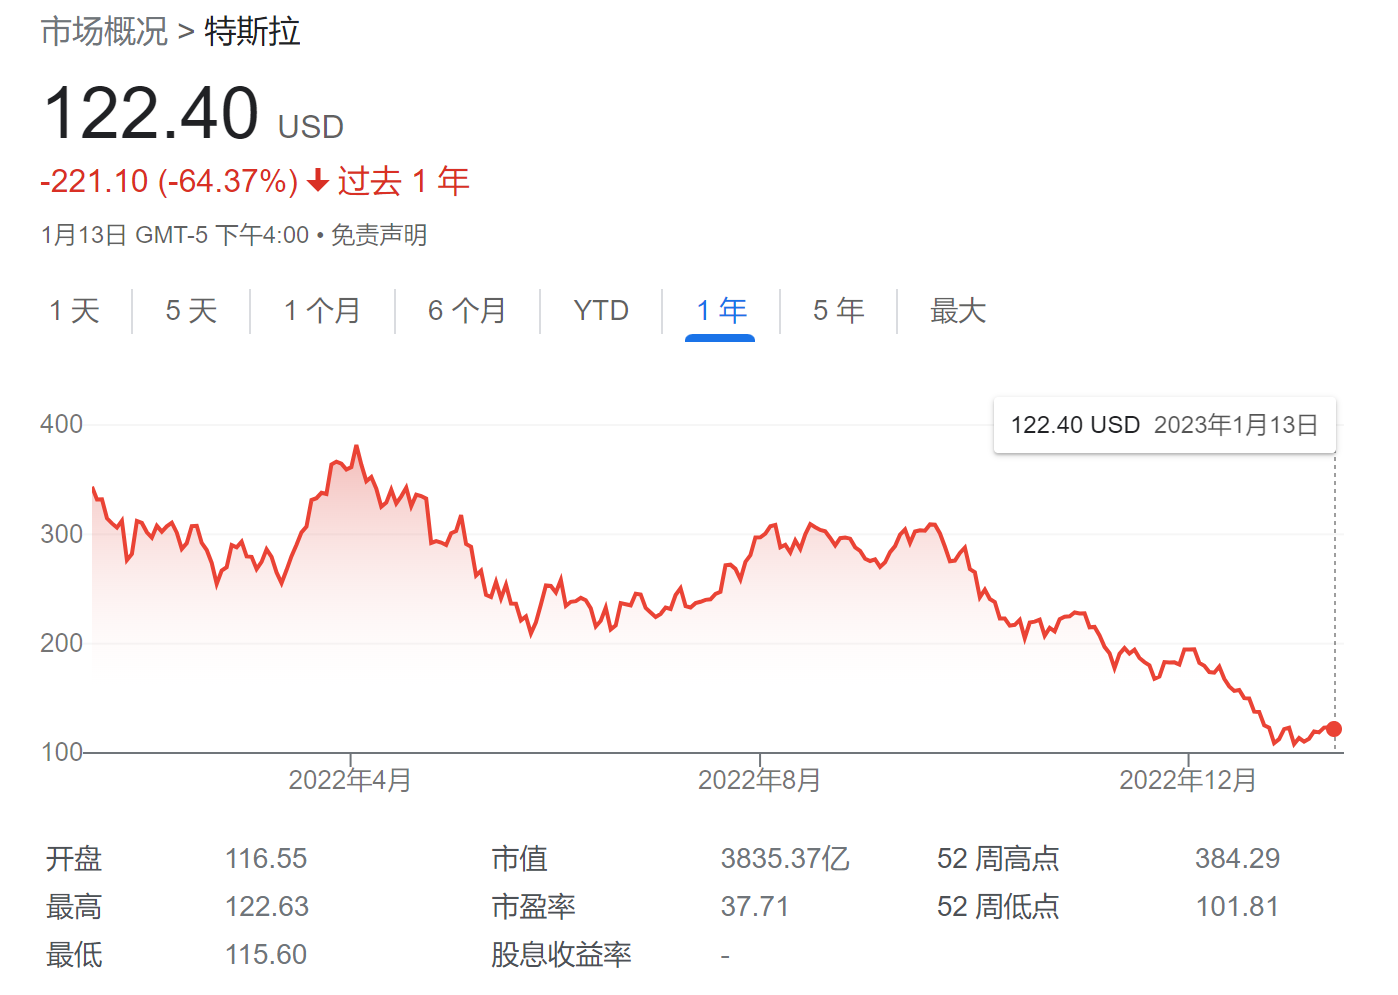 市场概况 > 特斯拉
122.40 USD
-221.10 (-64.37%) 过去 1 年
1月13日 GMT-5 下午4:00 • 免责声明
1 天 5 天 1 个月 6 个月 YTD 1 年 5 年 最大
122.40 USD 2023年1月13日
400
300
200
100
2022年4月 2022年8月 2022年12月
开盘 116.55 市值 3835.37亿 52 周高点 384.29
最高 122.63 市盈率 37.71 52 周低点 101.81
最低 115.60 股息收益率 -